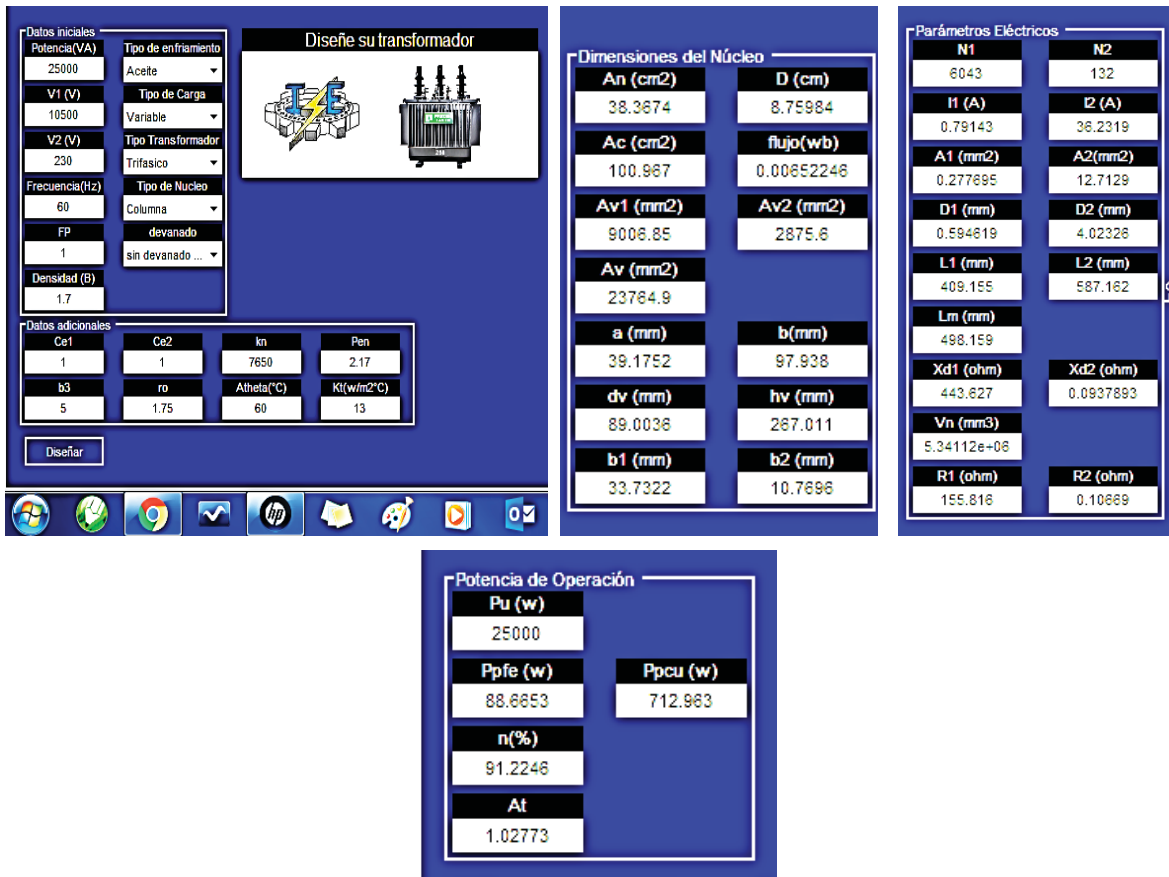 Datos iniciales
Potencia(VA) Tipo de enfriamiento
25000 Aceite
V1 (V) Tipo de Carga
10500 Variable
V2 (V) Tipo Transformador
230 Trifasico
Frecuencia(Hz) Tipo de Nucleo
60 Columna
FP devanado
1 sin devanado ...
Densidad (B)
1.7
Diseñe su transformador
Datos adicionales
Ce1 Ce2 kn Pen
1 1 7650 2.17
b3 ro Atheta(°C) Kt(w/m2°C)
5 1.75 60 13
Diseñar
Dimensiones del Núcleo
An (cm2) D (cm)
38.3674 8.75984
Ac (cm2) flujo(wb)
100.967 0.00652246
Av1 (mm2) Av2 (mm2)
9006.85 2875.6
Av (mm2)
23764.9
a (mm) b(mm)
39.1752 97.938
dv (mm) hv (mm)
89.0036 267.011
b1 (mm) b2 (mm)
33.7322 10.7696
Parámetros Eléctricos
N1 N2
6043 132
I1 (A) I2 (A)
0.79143 36.2319
A1 (mm2) A2(mm2)
0.277695 12.7129
D1 (mm) D2 (mm)
0.594619 4.02326
L1 (mm) L2 (mm)
409.155 587.162
Lm (mm)
498.159
Xd1 (ohm) Xd2 (ohm)
443.627 0.0937893
Vn (mm3)
5.34112e+06
R1 (ohm) R2 (ohm)
155.816 0.10669
hp
Potencia de Operación
Pu (w)
25000
Ppfe (w) Ppcu (w)
88.6653 712.963
n(%)
91.2246
At
1.02773